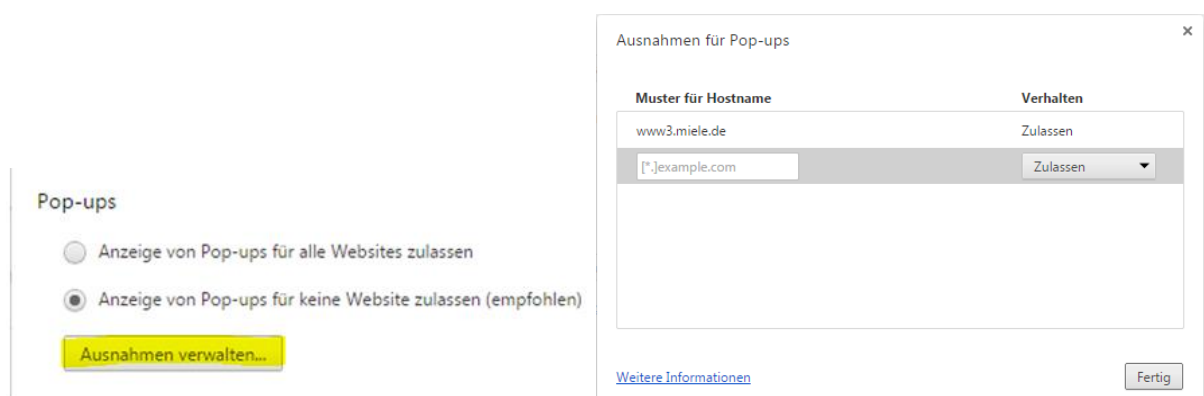 Pop-ups
Anzeige von Pop-ups für alle Websites zulassen
Anzeige von Pop-ups für keine Website zulassen (empfohlen)
Ausnahmen verwalten...
Ausnahmen für Pop-ups ×
Muster für Hostname Verhalten
www3.miele.de Zulassen
[*.]example.com Zulassen
Weitere Informationen Fertig